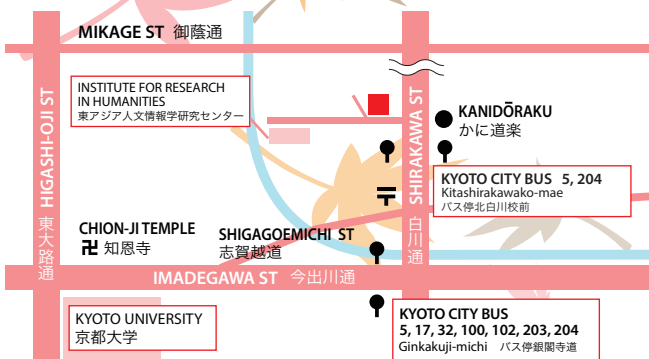 MIKAGE ST 御蔭通
HIGASHI-OJI ST 東大路通
INSTITUTE FOR RESEARCH
IN HUMANITIES
東アジア人文情報学研究センター
SHIRAKAWA ST 白川通
KANIDŌRAKU
かに道楽
KYOTO CITY BUS 5, 204
Kitashirakawako-mae
バス停北白川校前
〒
CHION-JI TEMPLE
卍 知恩寺
SHIGAGOEMICHI ST
志賀越道
IMADEGAWA ST 今出川通
KYOTO UNIVERSITY
京都大学
KYOTO CITY BUS
5, 17, 32, 100, 102, 203, 204
Ginkakuji-michi バス停銀閣寺道